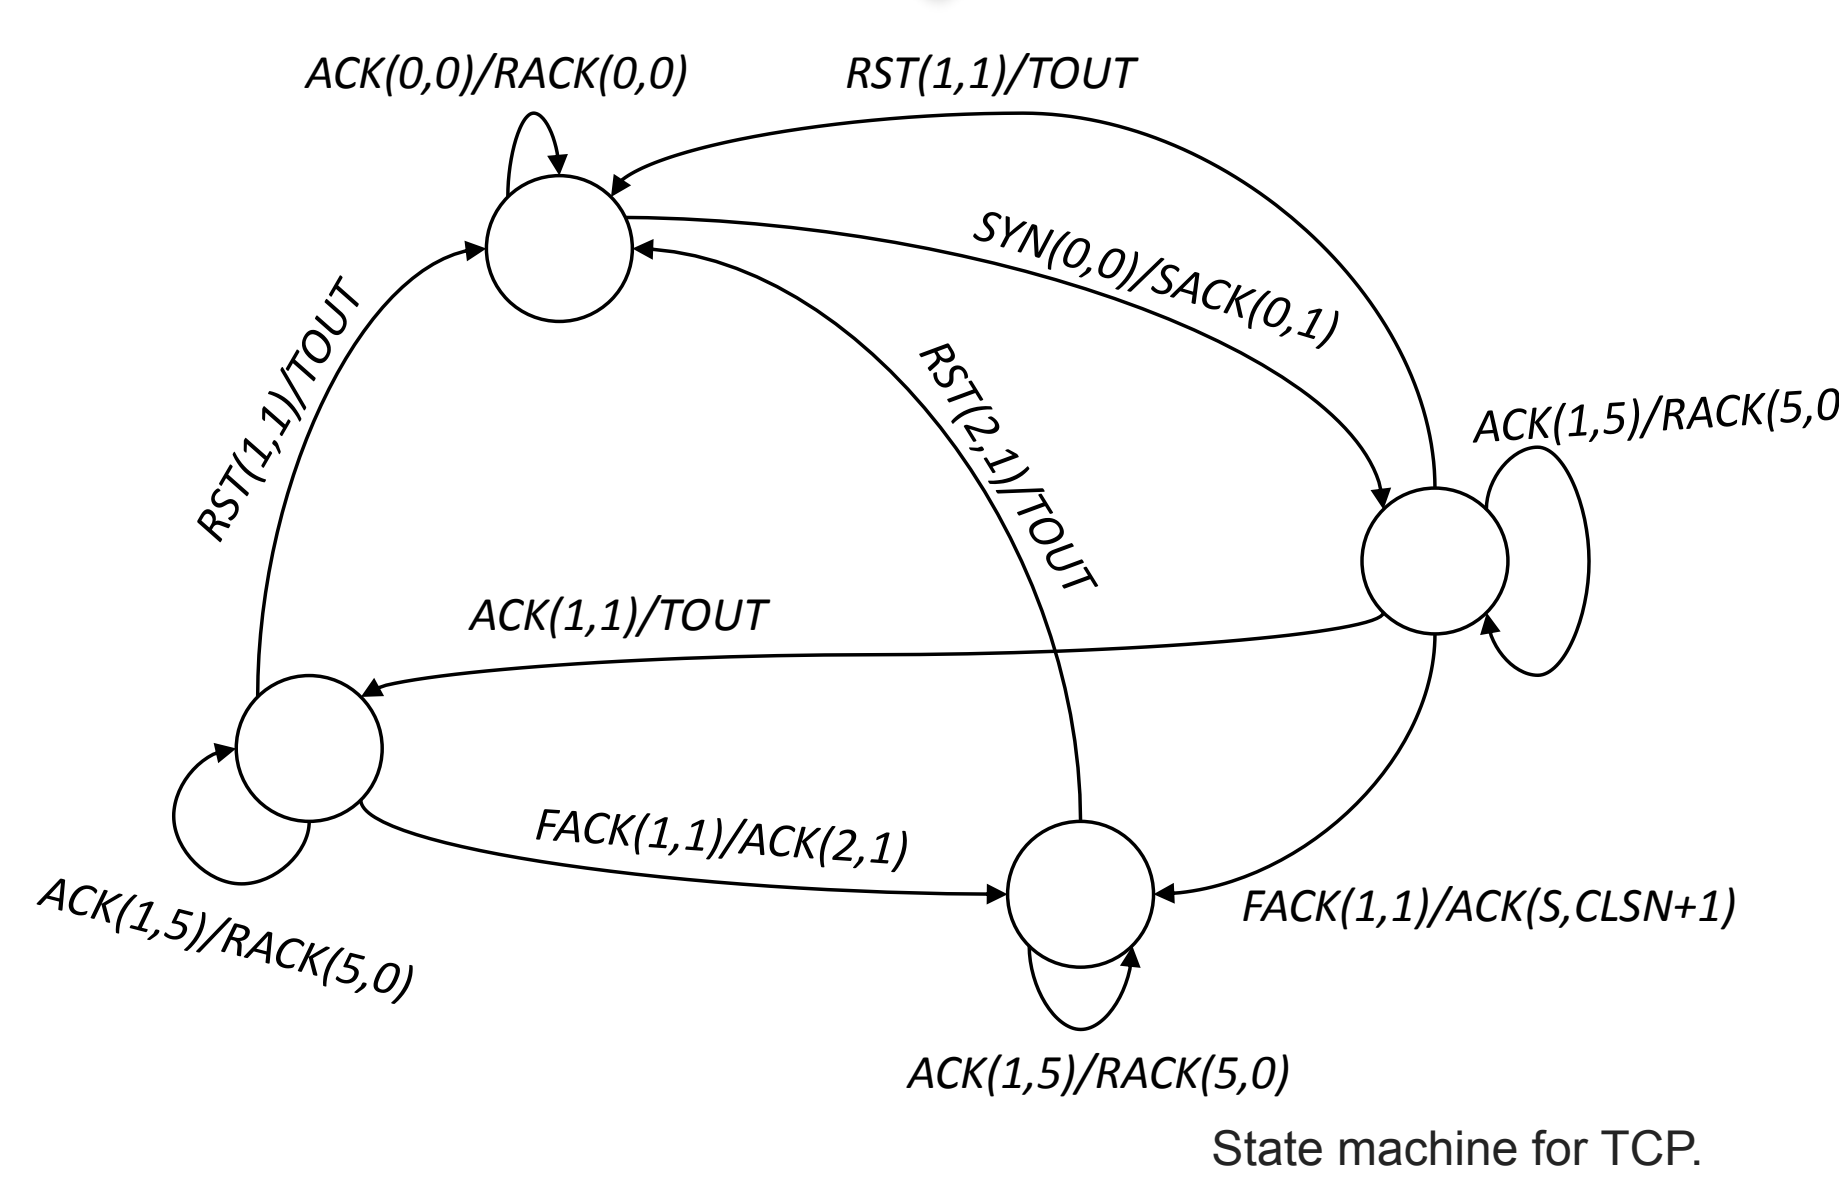 ACK(0,0)/RACK(0,0)
RST(1,1)/TOUT
SYN(0,0)/SACK(0,1)
RST(1,1)/TOUT
RST(2,1)/TOUT
ACK(1,5)/RACK(5,0
ACK(1,1)/TOUT
FACK(1,1)/ACK(2,1)
FACK(1,1)/ACK(S,CLSN+1)
ACK(1,5)/RACK(5,0)
ACK(1,5)/RACK(5,0)
State machine for TCP.